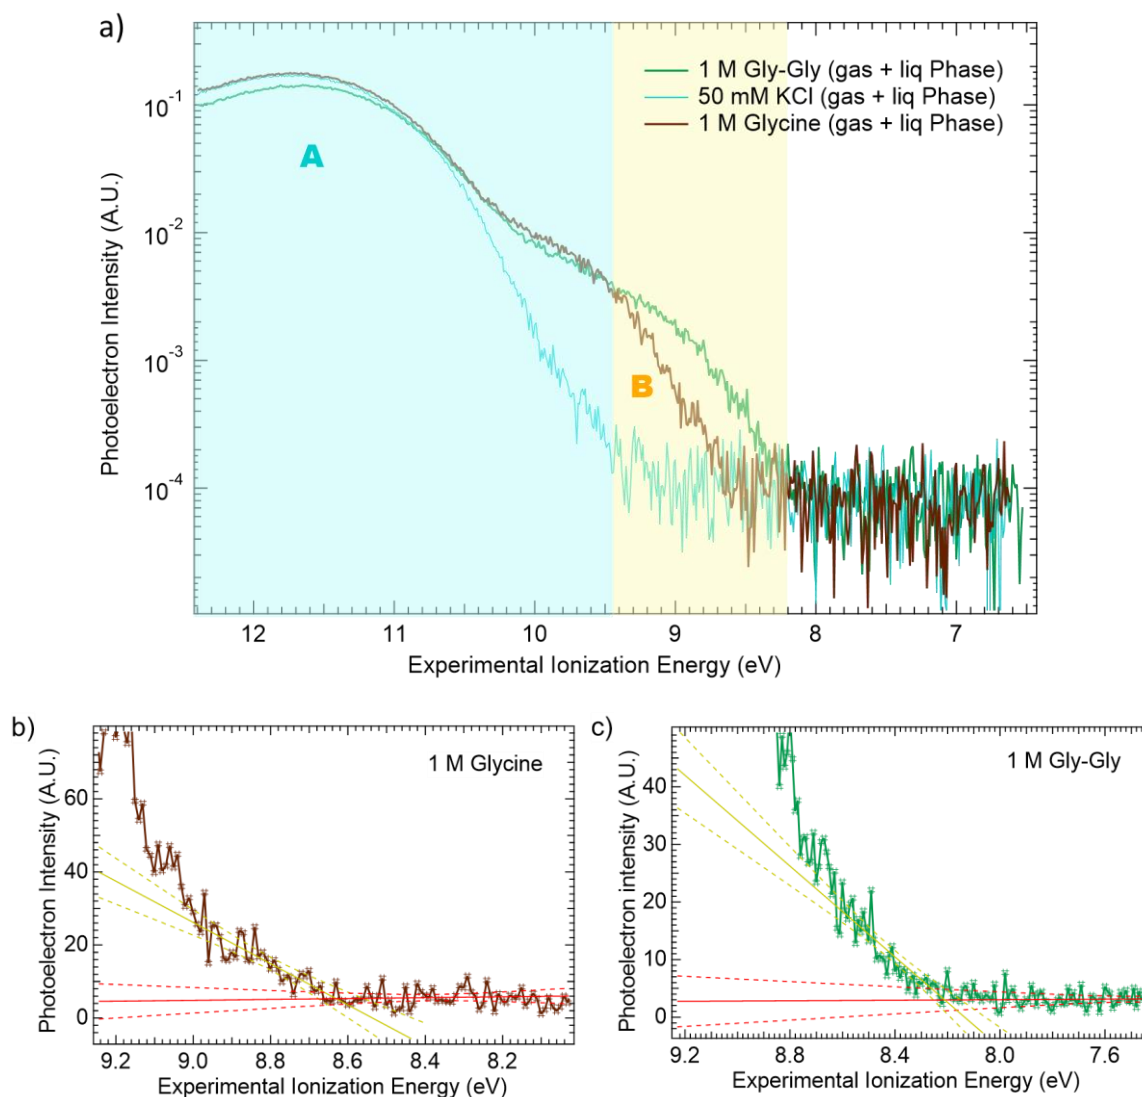 a)
1 M Gly-Gly (gas + liq Phase)
50 mM KCl (gas + liq Phase)
1 M Glycine (gas + liq Phase)
A
B
Photoelectron Intensity (A.U.)
10-1
10-2
10-3
10-4
12 11 10 9 8 7
Experimental Ionization Energy (eV)
b)
1 M Glycine
Photoelectron Intensity (A.U.)
60
40
20
0
9.2 9.0 8.8 8.6 8.4 8.2
Experimental Ionization Energy (eV)
c)
1 M Gly-Gly
Photoelectron intensity (A.U.)
40
30
20
10
0
9.2 8.8 8.4 8.0 7.6
Experimental Ionization Energy (eV)